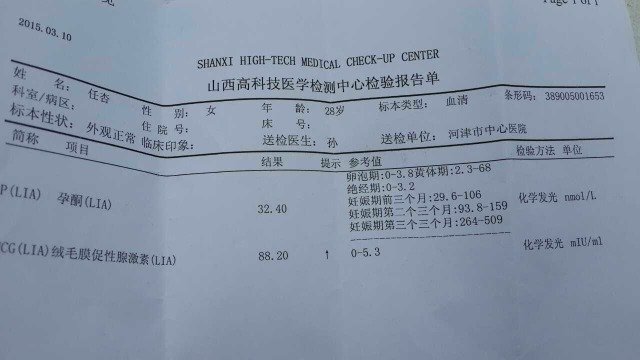 览
Page 1 of 1
2015.03.10
SHANXI HIGH-TECH MEDICAL CHECK-UP CENTER
山西高科技医学检测中心检验报告单
姓 名: 任杏 性 别: 女 年 龄: 28岁 标本类型: 血清 条形码: 389005001653
科室/病区: 住 院 号: 床 号:
标本性状: 外观正常 临床印象: 送检医生: 孙 送检单位: 河津市中心医院
简称 项目 结果 提示 参考值 检验方法 单位
P(LIA) 孕酮(LIA) 32.40 卵泡期:0-3.8黄体期:2.3-68 化学发光 nmol/L
绝经期:0-3.2
妊娠期前三个月:29.6-106
妊娠期第二个三个月:93.8-159
妊娠期第三个三个月:264-509
CG(LIA)绒毛膜促性腺激素(LIA) 88.20 ↑ 0-5.3 化学发光 mIU/ml